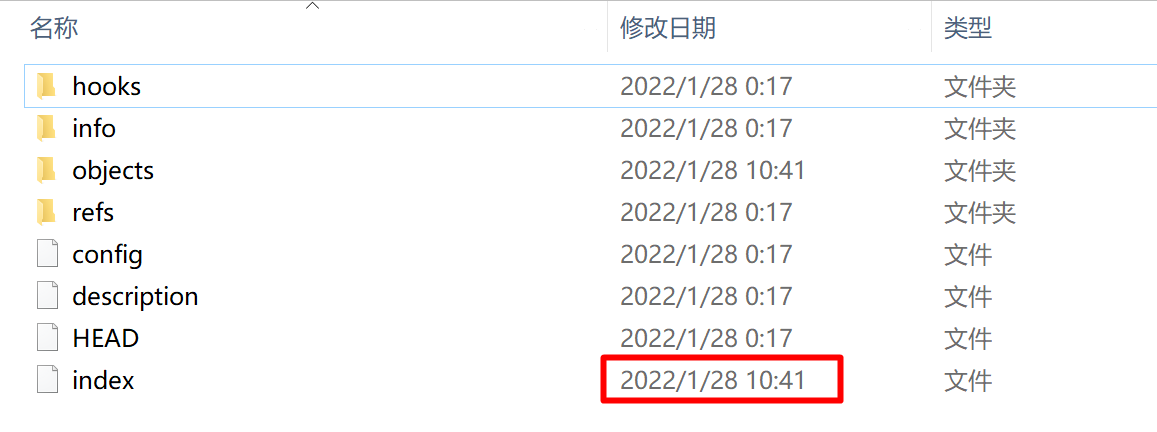 名称 修改日期 类型
hooks 2022/1/28 0:17 文件夹
info 2022/1/28 0:17 文件夹
objects 2022/1/28 10:41 文件夹
refs 2022/1/28 0:17 文件夹
config 2022/1/28 0:17 文件
description 2022/1/28 0:17 文件
HEAD 2022/1/28 0:17 文件
index 2022/1/28 10:41 文件